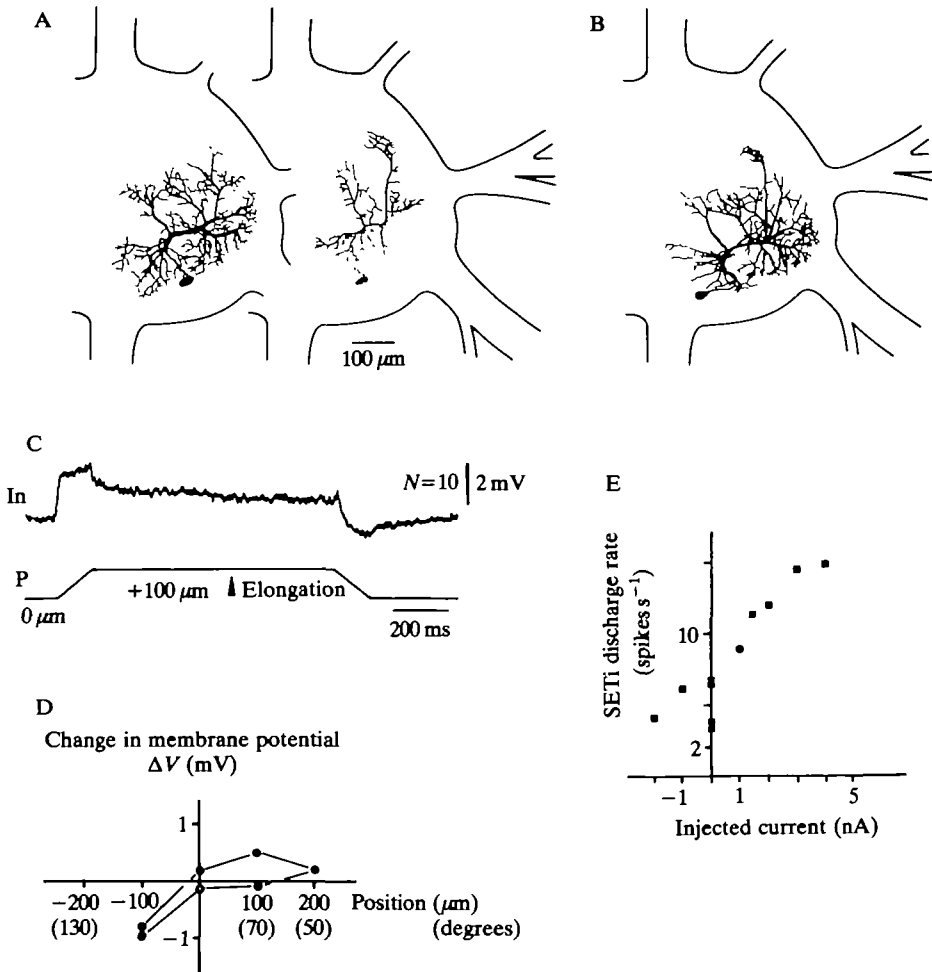 A
B
100 μm
C
In
N=10
2 mV
P
+100 μm
Elongation
0 μm
200 ms
D
Change in membrane potential
ΔV (mV)
1
−200
−100
100
200
Position (μm)
(130)
(70)
(50)
(degrees)
−1
E
SETi discharge rate
(spikes s⁻¹)
10
2
−1
1
5
Injected current (nA)